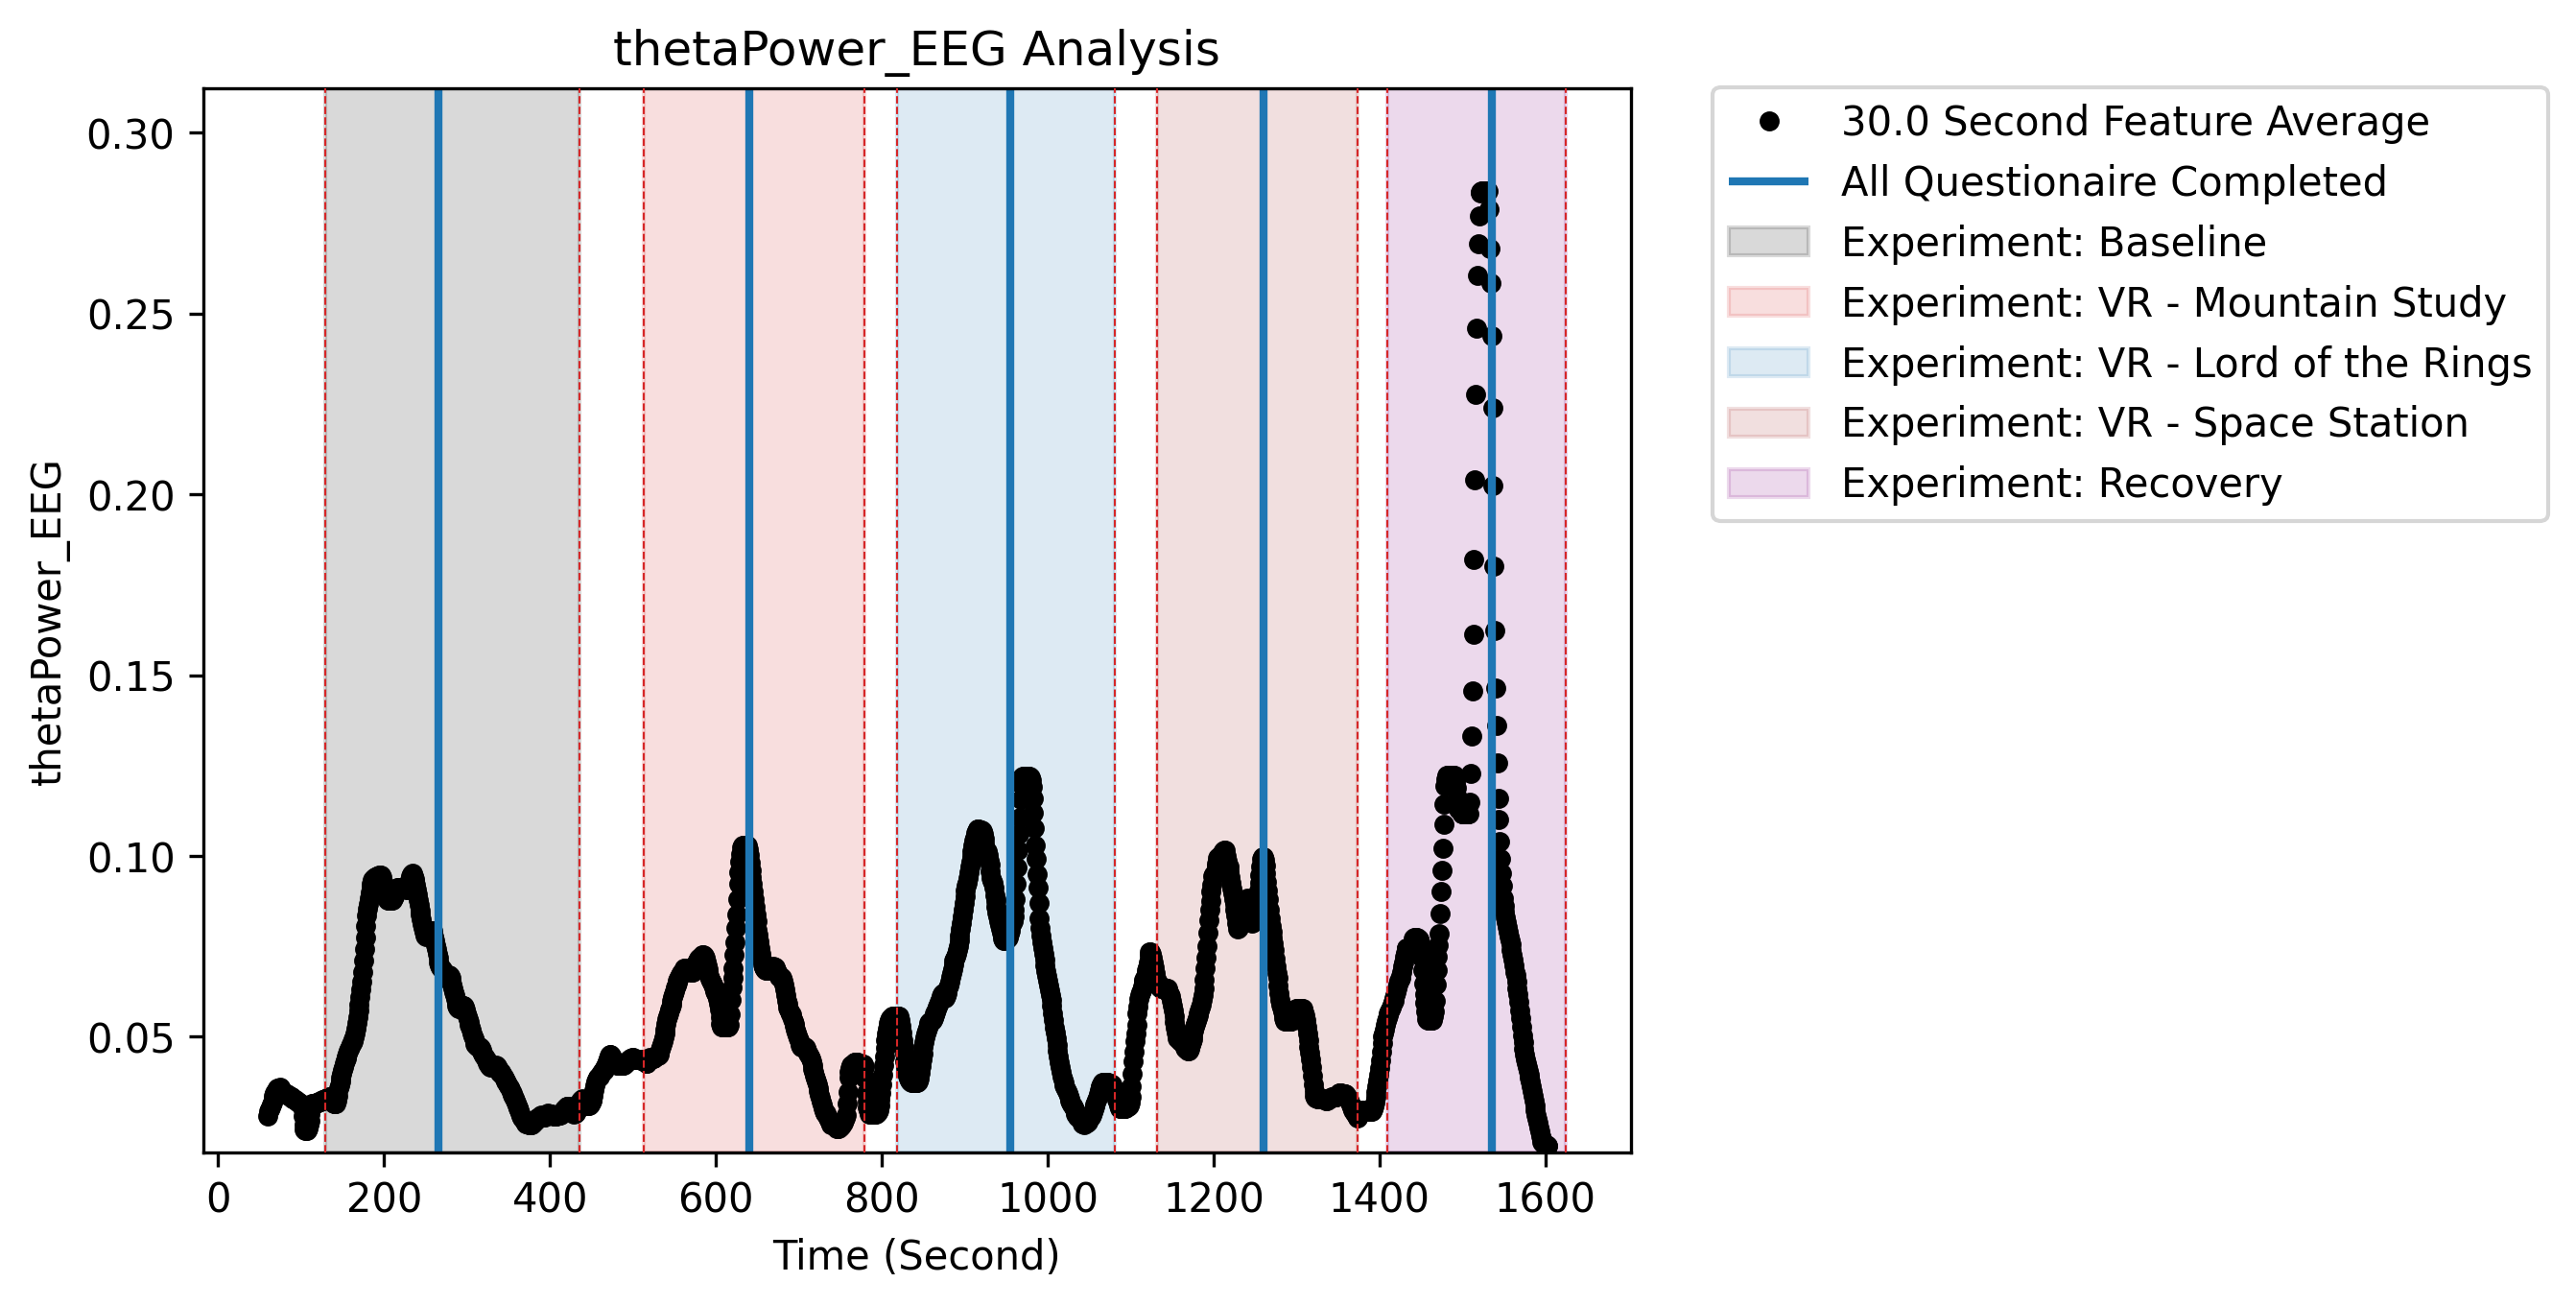 thetaPower_EEG Analysis
thetaPower_EEG
0.30
0.25
0.20
0.15
0.10
0.05
0 200 400 600 800 1000 1200 1400 1600
Time (Second)
30.0 Second Feature Average
All Questionaire Completed
Experiment: Baseline
Experiment: VR - Mountain Study
Experiment: VR - Lord of the Rings
Experiment: VR - Space Station
Experiment: Recovery